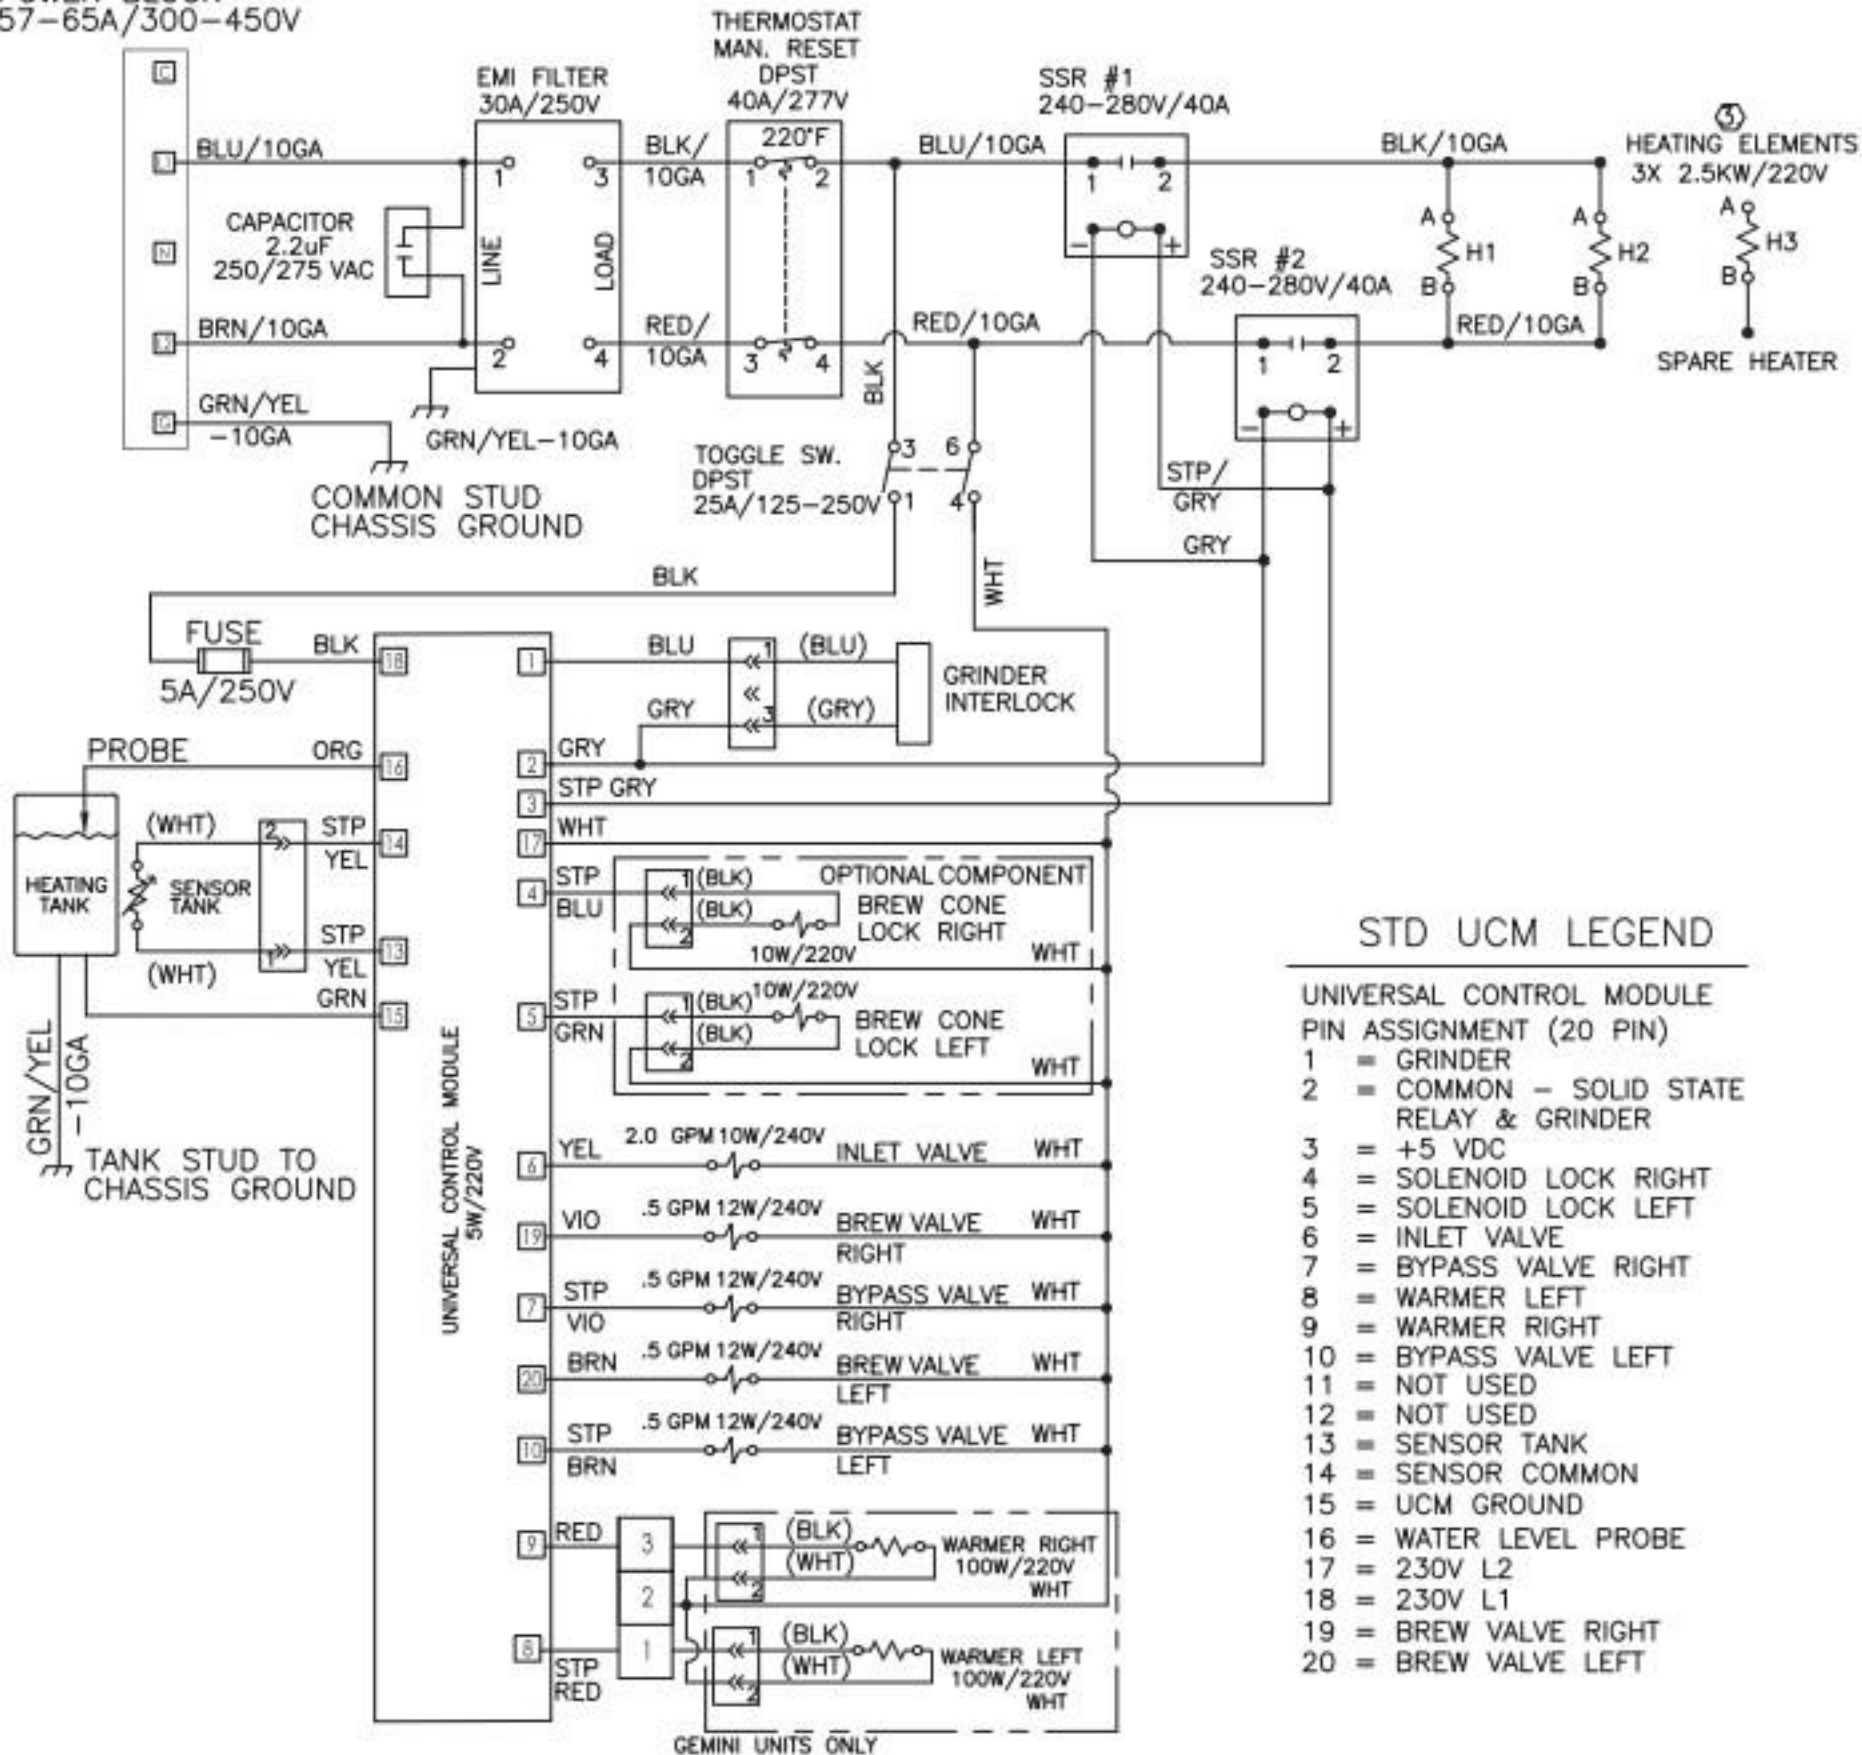 57-65A/300-450V
C
L1
N
L2
G
BLU/10GA
CAPACITOR
2.2uF
250/275 VAC
BRN/10GA
GRN/YEL
-10GA
COMMON STUD
CHASSIS GROUND
EMI FILTER
30A/250V
1
3
LINE
LOAD
2
4
GRN/YEL-10GA
BLK/
10GA
RED/
10GA
THERMOSTAT
MAN. RESET
DPST
40A/277V
220°F
1
2
3
4
BLU/10GA
RED/10GA
BLK
TOGGLE SW.
DPST
25A/125-250V
3
6
1
4
SSR #1
240-280V/40A
1
2
-
+
SSR #2
240-280V/40A
1
2
-
+
STP/
GRY
GRY
BLK/10GA
RED/10GA
A
H1
B
A
H2
B
3
HEATING ELEMENTS
3X 2.5KW/220V
A
H3
B
SPARE HEATER
BLK
WHT
FUSE
5A/250V
BLK
18
PROBE
ORG
16
HEATING
TANK
(WHT)
SENSOR
TANK
(WHT)
2
1
STP
YEL
14
STP
YEL
13
GRN
15
GRN/YEL
-10GA
TANK STUD TO
CHASSIS GROUND
UNIVERSAL CONTROL MODULE
5W/220V
1
BLU
1
(BLU)
GRY
3
(GRY)
GRINDER
INTERLOCK
2
GRY
3
STP GRY
17
WHT
OPTIONAL COMPONENT
4
STP
BLU
1
(BLK)
(BLK)
2
BREW CONE
LOCK RIGHT
10W/220V
WHT
5
STP
GRN
1
(BLK)
10W/220V
(BLK)
2
BREW CONE
LOCK LEFT
WHT
6
YEL
2.0 GPM 10W/240V
INLET VALVE
WHT
19
VIO
.5 GPM 12W/240V
BREW VALVE
RIGHT
WHT
7
STP
VIO
.5 GPM 12W/240V
BYPASS VALVE
RIGHT
WHT
20
BRN
.5 GPM 12W/240V
BREW VALVE
LEFT
WHT
10
STP
BRN
.5 GPM 12W/240V
BYPASS VALVE
LEFT
WHT
9
RED
3
2
1
1
(BLK)
(WHT)
2
WARMER RIGHT
100W/220V
WHT
8
STP
RED
1
(BLK)
(WHT)
2
WARMER LEFT
100W/220V
WHT
GEMINI UNITS ONLY
STD UCM LEGEND
UNIVERSAL CONTROL MODULE
PIN ASSIGNMENT (20 PIN)
1 = GRINDER
2 = COMMON - SOLID STATE
RELAY & GRINDER
3 = +5 VDC
4 = SOLENOID LOCK RIGHT
5 = SOLENOID LOCK LEFT
6 = INLET VALVE
7 = BYPASS VALVE RIGHT
8 = WARMER LEFT
9 = WARMER RIGHT
10 = BYPASS VALVE LEFT
11 = NOT USED
12 = NOT USED
13 = SENSOR TANK
14 = SENSOR COMMON
15 = UCM GROUND
16 = WATER LEVEL PROBE
17 = 230V L2
18 = 230V L1
19 = BREW VALVE RIGHT
20 = BREW VALVE LEFT